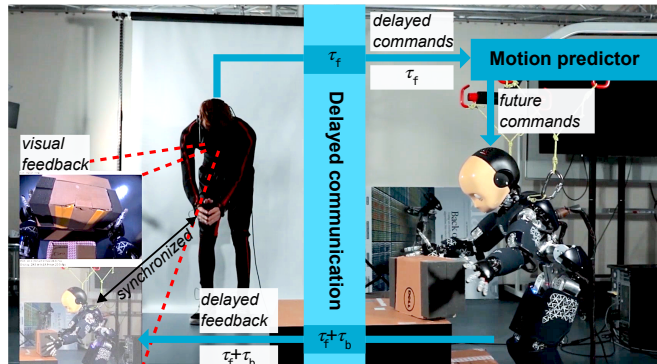 delayed
commands
τf
τf
Motion predictor
future
commands
visual
feedback
Delayed communication
synchronized
delayed
feedback
τf+τb
τf+τb
DELL